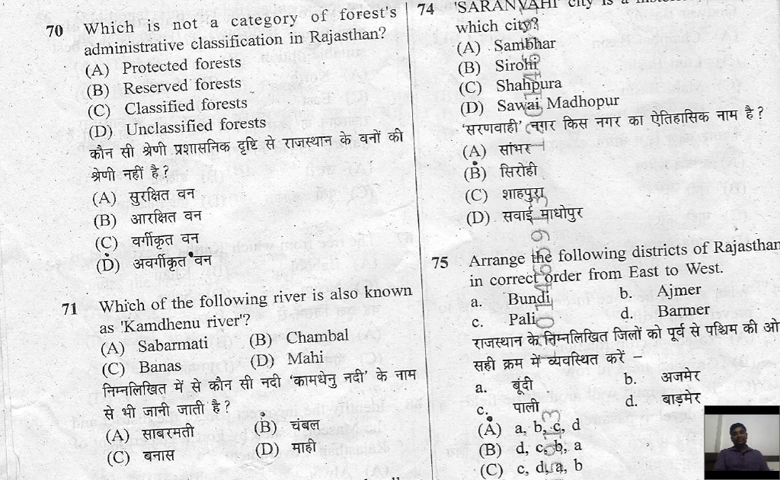 70 Which is not a category of forest's
administrative classification in Rajasthan?
(A) Protected forests
(B) Reserved forests
(C) Classified forests
(D) Unclassified forests
कौन सी श्रेणी प्रशासनिक दृष्टि से राजस्थान के वनों की
श्रेणी नहीं है ?
(A) सुरक्षित वन
(B) आरक्षित वन
(C) वर्गीकृत वन
(D) अवर्गीकृत वन
71 Which of the following river is also known
as 'Kamdhenu river'?
(A) Sabarmati (B) Chambal
(C) Banas (D) Mahi
निम्नलिखित में से कौन सी नदी 'कामधेनु नदी' के नाम
से भी जानी जाती है ?
(A) साबरमती (B) चंबल
(C) बनास (D) माही
74 'SARANVAHI' city is a
which city?
(A) Sambhar
(B) Sirohi
(C) Shahpura
(D) Sawai Madhopur
'सरणवाही' नगर किस नगर का ऐतिहासिक नाम है ?
(A) सांभर
(B) सिरोही
(C) शाहपुरा
(D) सवाई माधोपुर
75 Arrange the following districts of Rajasthan
in correct order from East to West.
a. Bundi b. Ajmer
c. Pali d. Barmer
राजस्थान के निम्नलिखित जिलों को पूर्व से पश्चिम की ओ
सही क्रम में व्यवस्थित करें –
a. बूंदी b. अजमेर
c. पाली d. बाड़मेर
(A) a, b, c, d
(B) d, c, b, a
(C) c, d, a, b